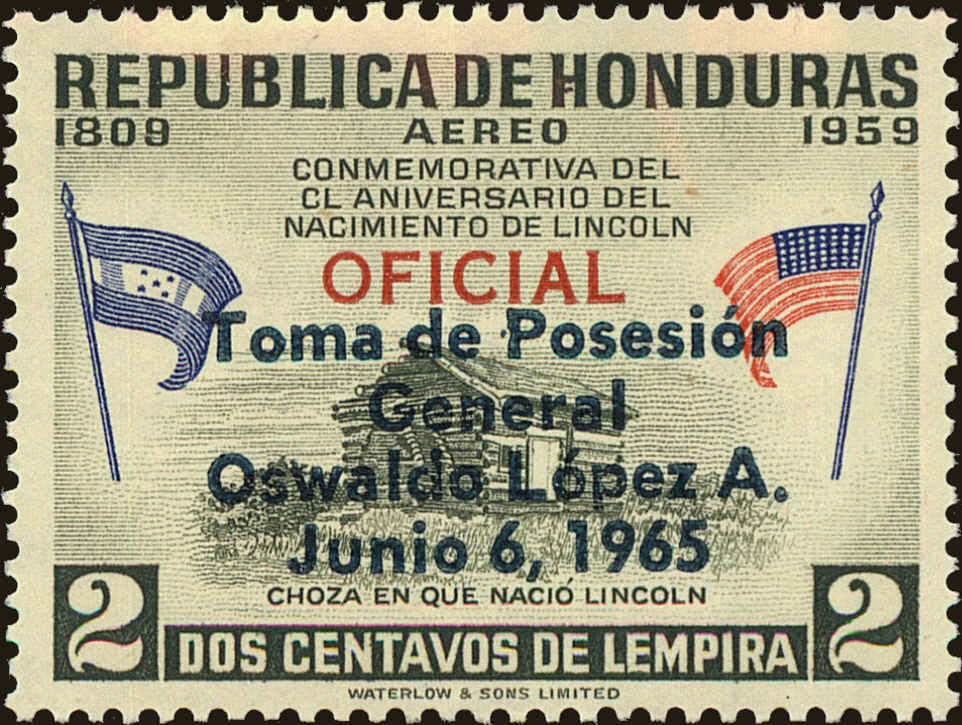 REPUBLICA DE HONDURAS
1809 AEREO 1959
CONMEMORATIVA DEL
CL ANIVERSARIO DEL
NACIMIENTO DE LINCOLN
OFICIAL
Toma de Posesión
General
Oswaldo López A.
Junio 6, 1965
CHOZA EN QUE NACIÓ LINCOLN
2 DOS CENTAVOS DE LEMPIRA 2
WATERLOW & SONS LIMITED